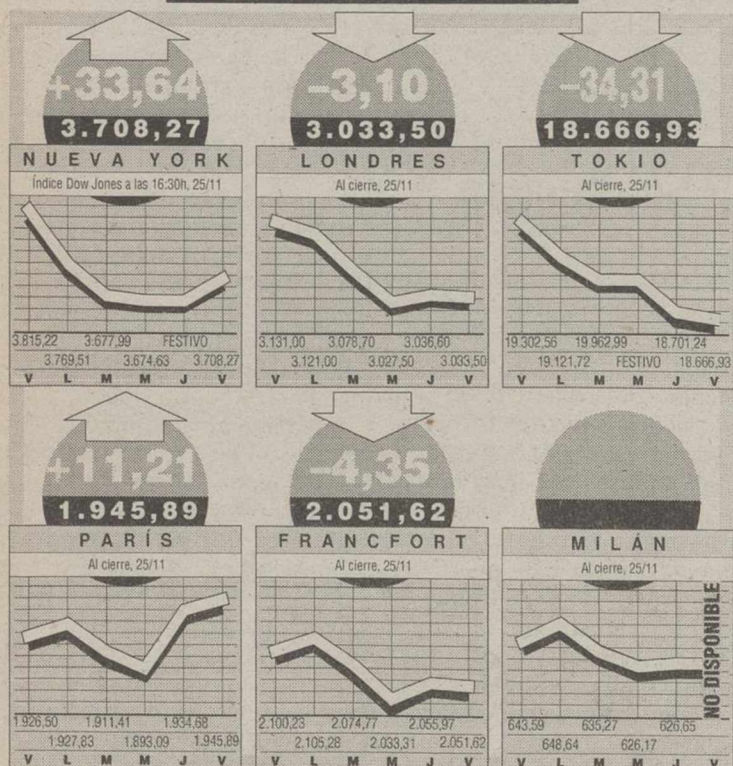 +33,64
3.708,27
NUEVA YORK
Índice Dow Jones a las 16:30h, 25/11
3.815,22 3.677,99 FESTIVO
3.769,51 3.674,63 3.708,27
V L M M J V
-3,10
3.033,50
LONDRES
Al cierre, 25/11
3.131,00 3.078,70 3.036,60
3.121,00 3.027,50 3.033,50
V L M M J V
-34,31
18.666,93
TOKIO
Al cierre, 25/11
19.302,56 19.962,99 18.701,24
19.121,72 FESTIVO 18.666,93
V L M M J V
+11,21
1.945,89
PARÍS
Al cierre, 25/11
1.926,50 1.911,41 1.934,68
1.927,83 1.893,09 1.945,89
V L M M J V
-4,35
2.051,62
FRANCFORT
Al cierre, 25/11
2.100,23 2.074,77 2.055,97
2.105,28 2.033,31 2.051,62
V L M M J V
MILÁN
Al cierre, 25/11
NO-DISPONIBLE
643.59 635,27 626,65
648,64 626,17
V L M M J V